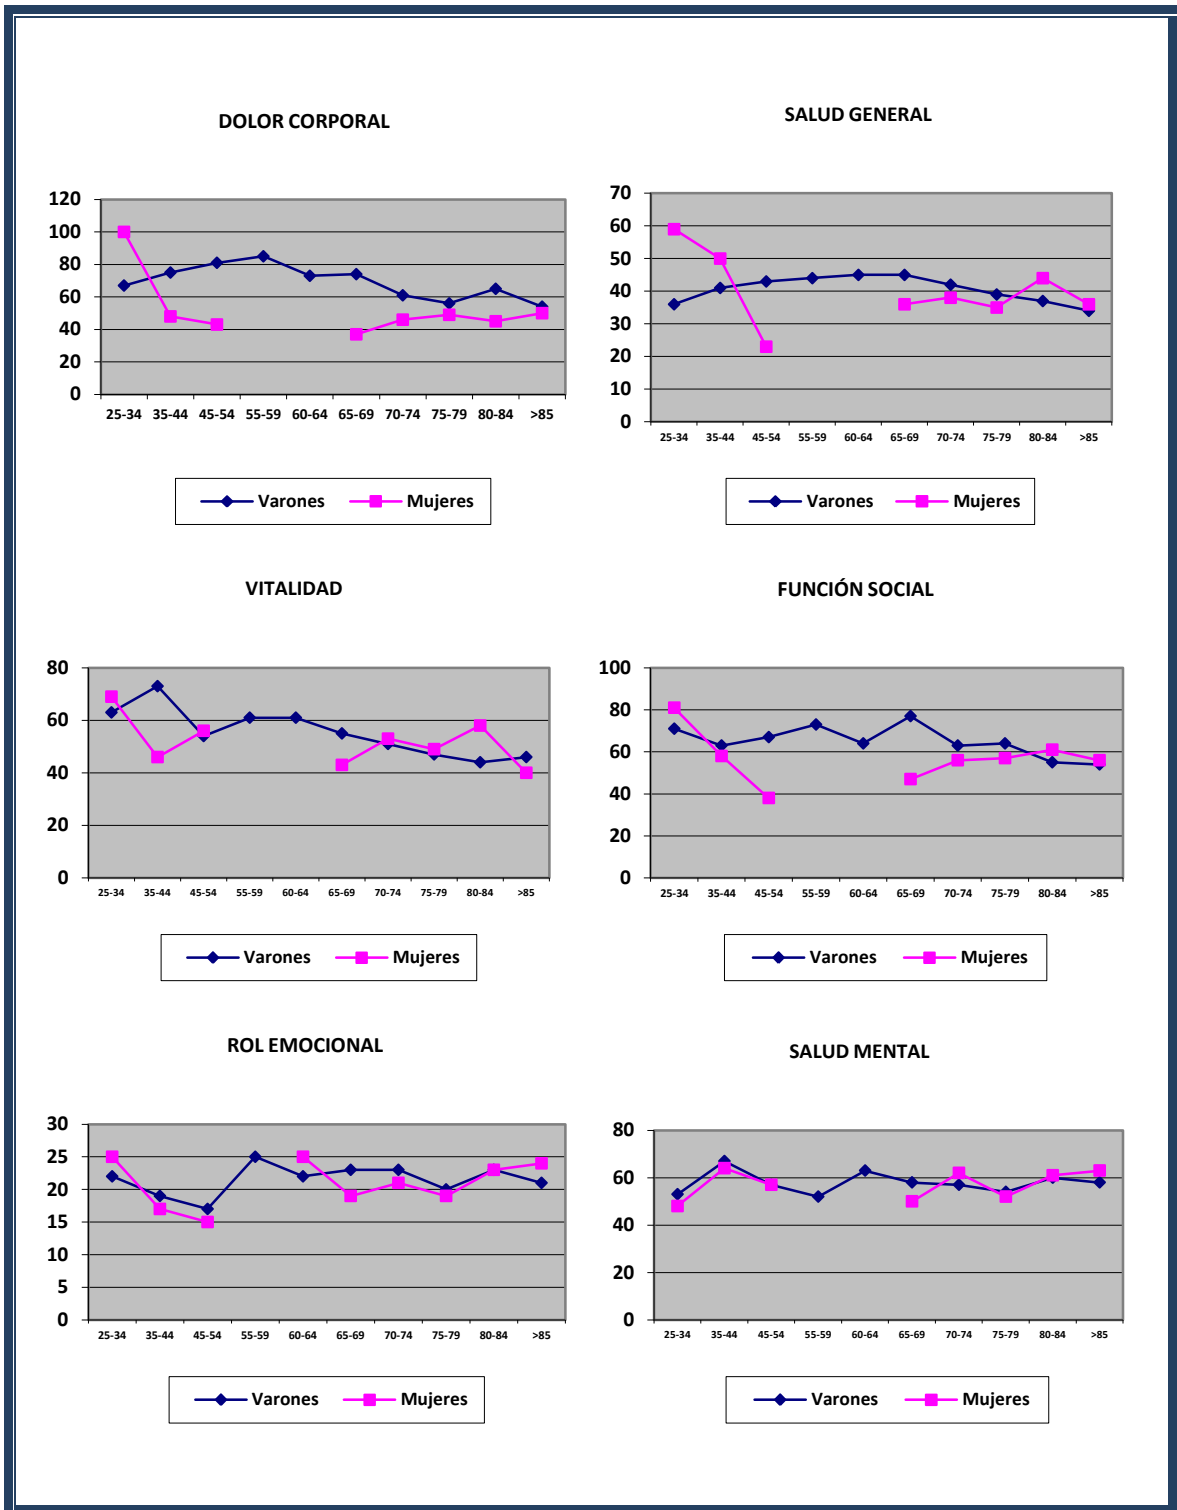 DOLOR CORPORAL
120
100
80
60
40
20
0
25-34 35-44 45-54 55-59 60-64 65-69 70-74 75-79 80-84 >85
Varones Mujeres
SALUD GENERAL
70
60
50
40
30
20
10
0
25-34 35-44 45-54 55-59 60-64 65-69 70-74 75-79 80-84 >85
Varones Mujeres
VITALIDAD
80
60
40
20
0
25-34 35-44 45-54 55-59 60-64 65-69 70-74 75-79 80-84 >85
Varones Mujeres
FUNCIÓN SOCIAL
100
80
60
40
20
0
25-34 35-44 45-54 55-59 60-64 65-69 70-74 75-79 80-84 >85
Varones Mujeres
ROL EMOCIONAL
30
25
20
15
10
5
0
25-34 35-44 45-54 55-59 60-64 65-69 70-74 75-79 80-84 >85
Varones Mujeres
SALUD MENTAL
80
60
40
20
0
25-34 35-44 45-54 55-59 60-64 65-69 70-74 75-79 80-84 >85
Varones Mujeres